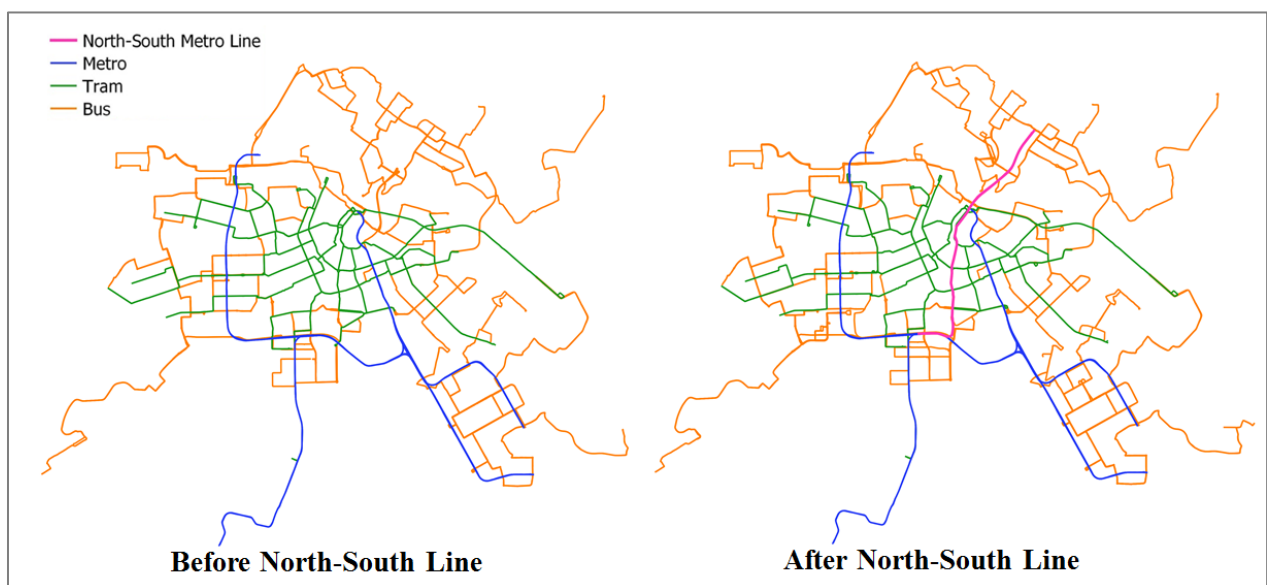 North-South Metro Line
Metro
Tram
Bus
Before North-South Line
After North-South Line